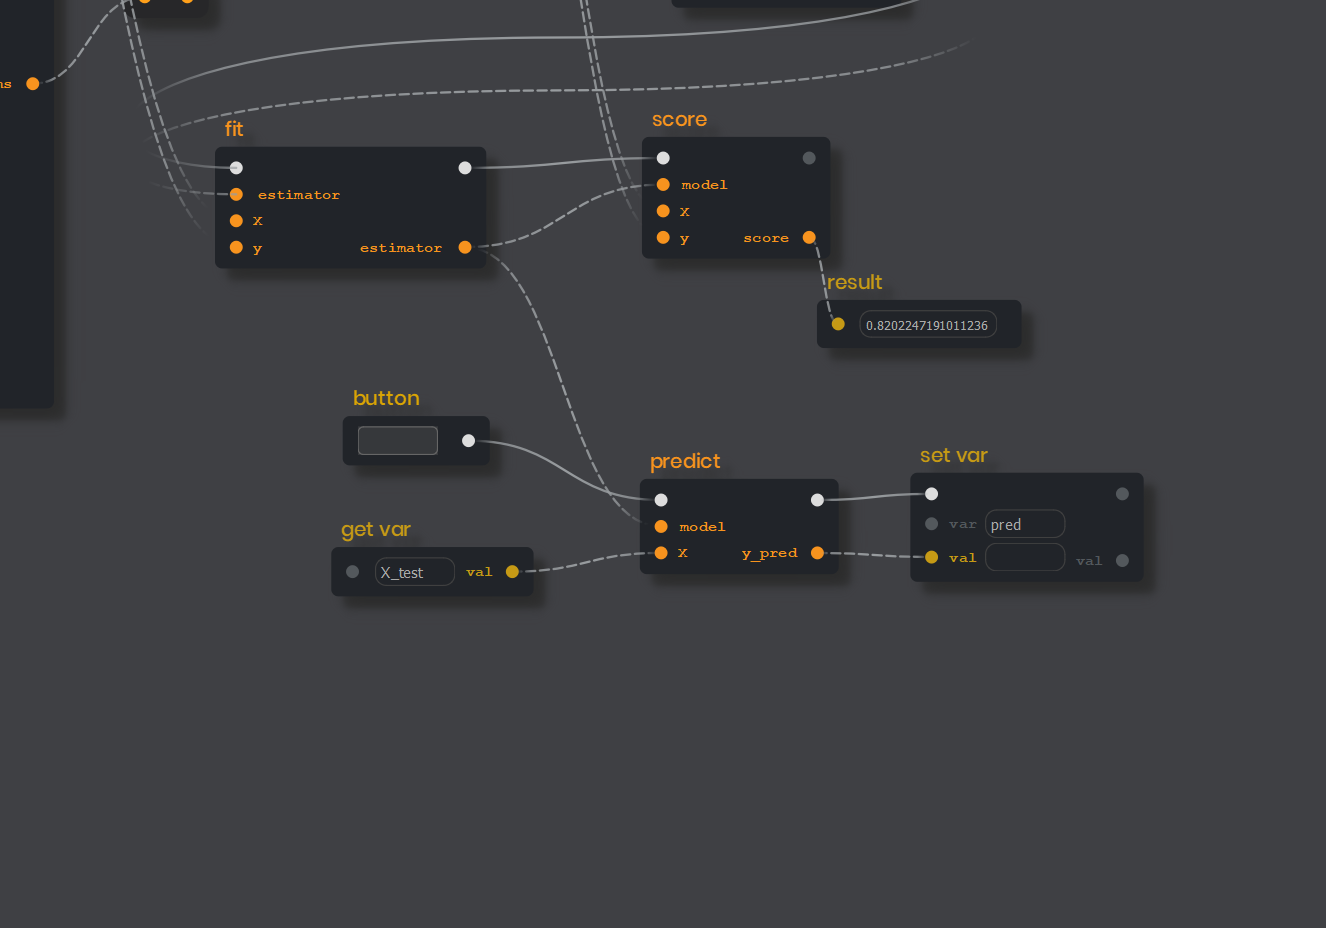 ns
fit
estimator
X
y estimator
score
model
X
y score
result
0.8202247191011236
button
get var
X_test val
predict
model
X y_pred
set var
var pred
val val